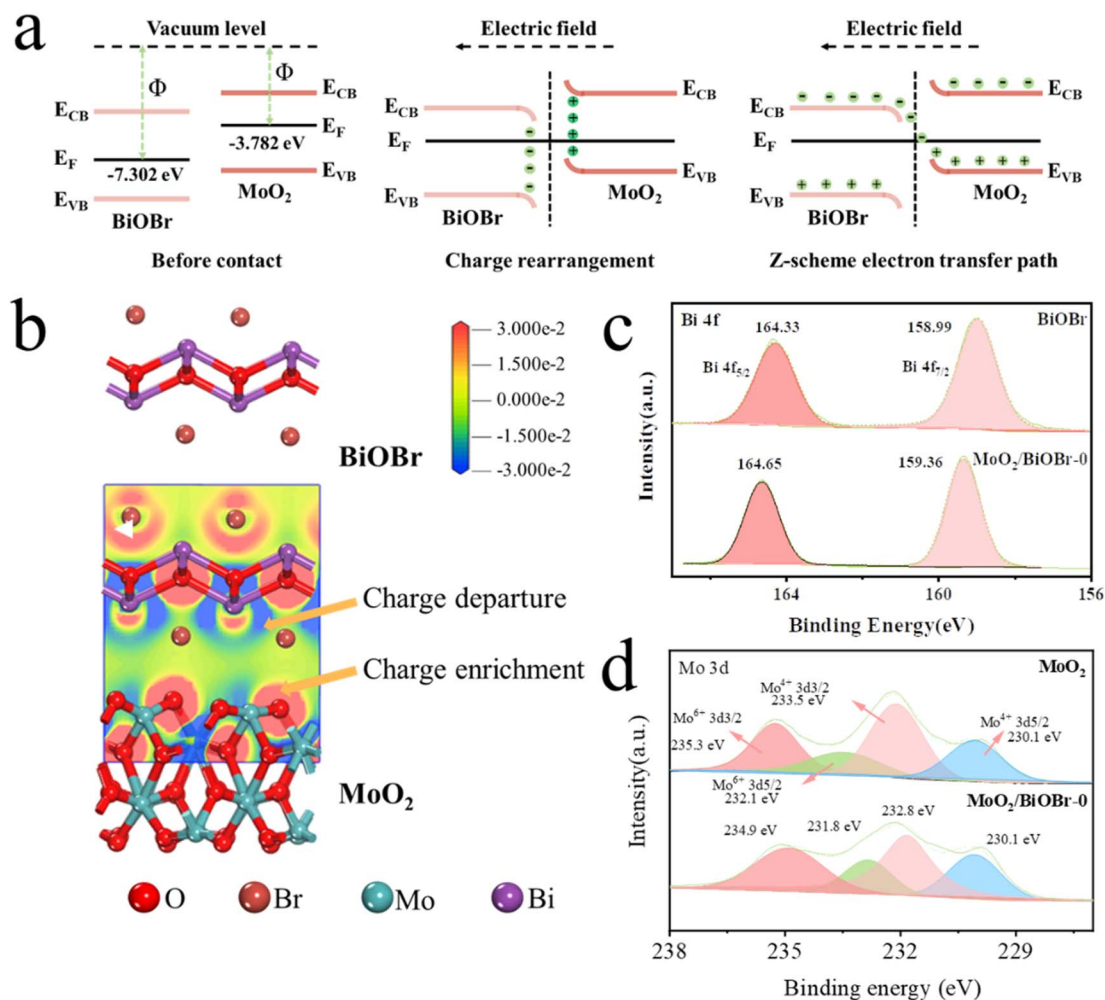 a
Vacuum level
Φ
Φ
E_CB
E_CB
E_F
-3.782 eV
E_F
-7.302 eV
E_VB
MoO₂
E_VB
BiOBr
Before contact
Electric field
E_CB
E_CB
E_F
E_VB
MoO₂
E_VB
BiOBr
Charge rearrangement
Electric field
E_CB
E_CB
E_F
E_VB
MoO₂
E_VB
BiOBr
Z-scheme electron transfer path
b
3.000e-2
1.500e-2
0.000e-2
-1.500e-2
-3.000e-2
BiOBr
Charge departure
Charge enrichment
MoO₂
O
Br
Mo
Bi
c
Bi 4f
164.33
158.99
BiOBr
Bi 4f₅/₂
Bi 4f₇/₂
164.65
159.36
MoO₂/BiOBr-0
Intensity(a.u.)
164
160
156
Binding Energy(eV)
d
Mo 3d
MoO₂
Mo⁴⁺ 3d3/2
233.5 eV
Mo⁶⁺ 3d3/2
235.3 eV
Mo⁴⁺ 3d5/2
230.1 eV
Mo⁶⁺ 3d5/2
232.1 eV
MoO₂/BiOBr-0
234.9 eV
231.8 eV
232.8 eV
230.1 eV
Intensity(a.u.)
238
235
232
229
Binding energy (eV)